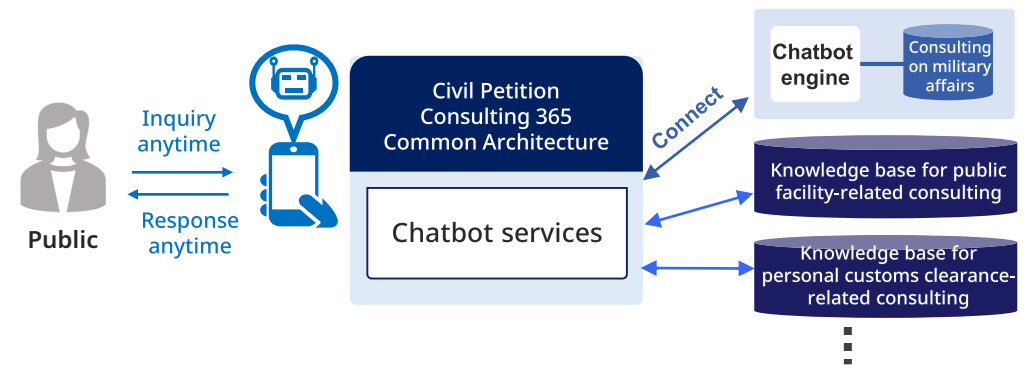 Inquiry
anytime
Response
anytime
Public
Civil Petition
Consulting 365
Common Architecture
Chatbot services
Connect
Chatbot
engine
Consulting
on military
affairs
Knowledge base for public
facility-related consulting
Knowledge base for
personal customs clearance-
related consulting